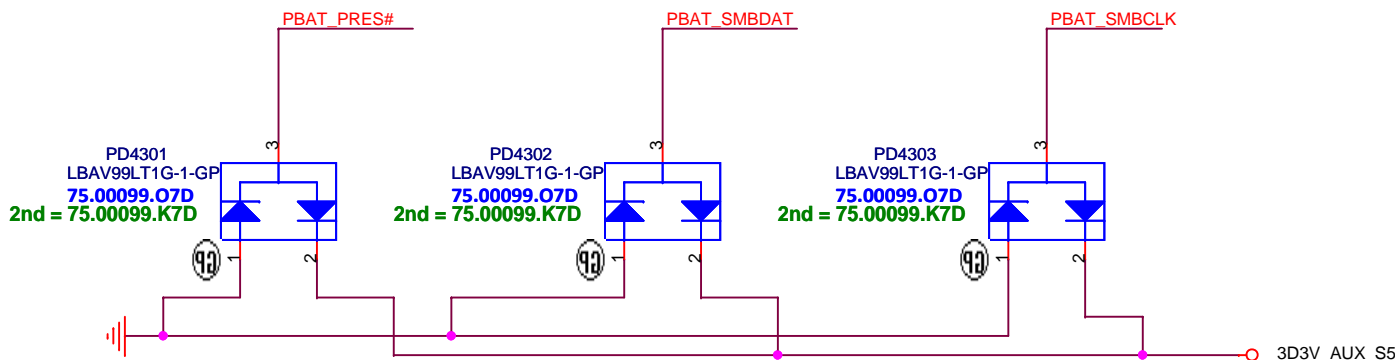 PBAT_PRES#
PBAT_SMBDAT
PBAT_SMBCLK
3
3
3
PD4301
LBAV99LT1G-1-GP
75.00099.O7D
2nd = 75.00099.K7D
PD4302
LBAV99LT1G-1-GP
75.00099.O7D
2nd = 75.00099.K7D
PD4303
LBAV99LT1G-1-GP
75.00099.O7D
2nd = 75.00099.K7D
GP
1
2
GP
1
2
GP
1
2
3D3V_AUX_S5